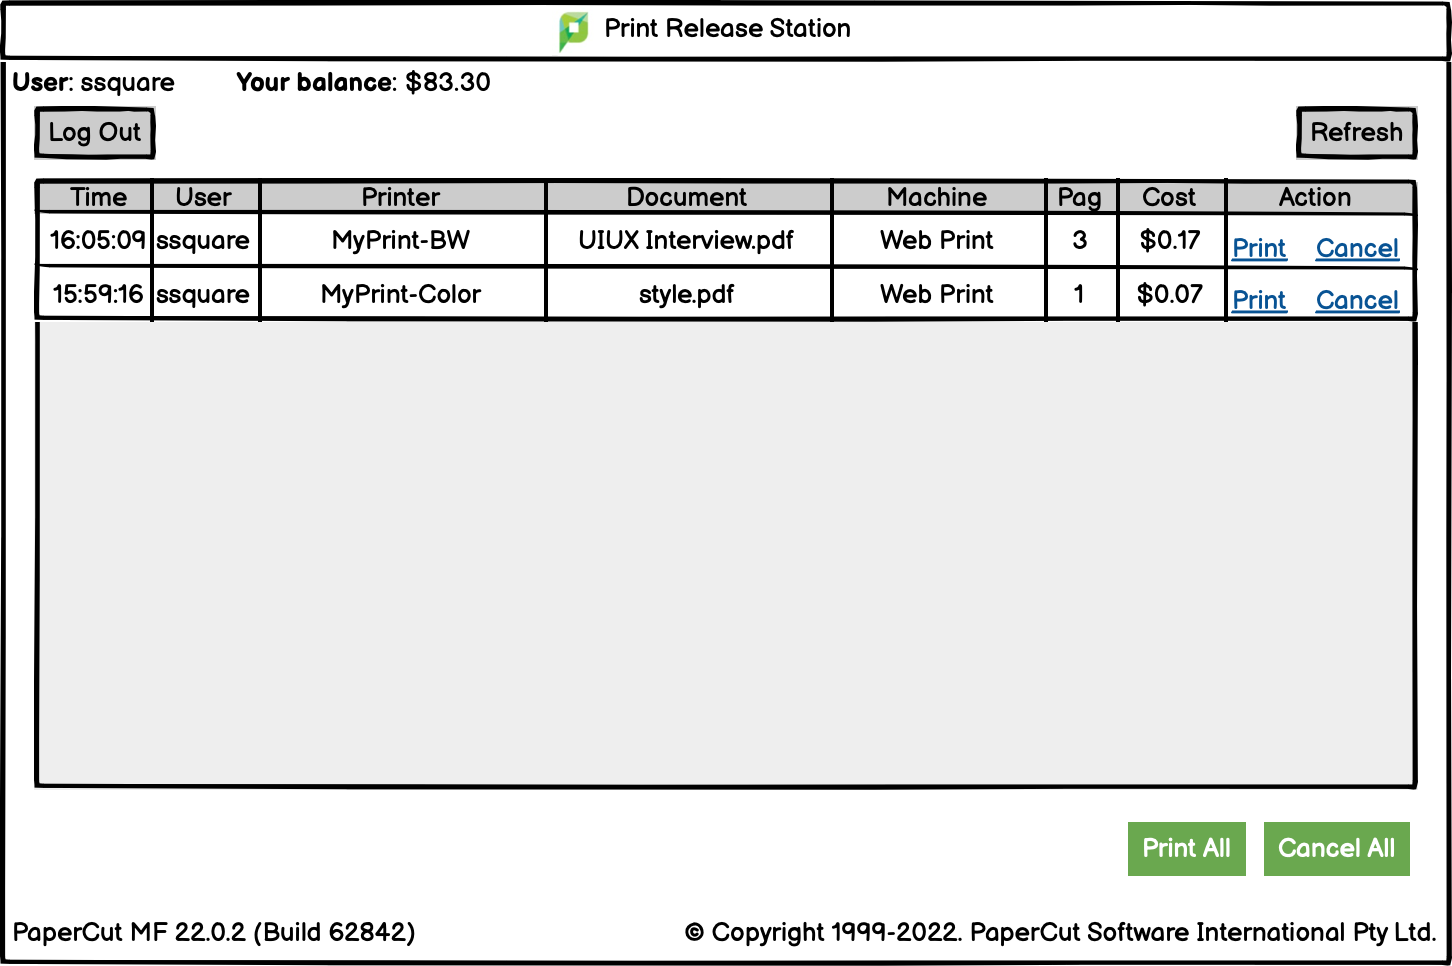 Print Release Station
User: ssquare Your balance: $83.30
Log Out Refresh
Time User Printer Document Machine Pag Cost Action
16:05:09 ssquare MyPrint-BW UIUX Interview.pdf Web Print 3 $0.17 Print Cancel
15:59:16 ssquare MyPrint-Color style.pdf Web Print 1 $0.07 Print Cancel
Print All Cancel All
PaperCut MF 22.0.2 (Build 62842) © Copyright 1999-2022. PaperCut Software International Pty Ltd.